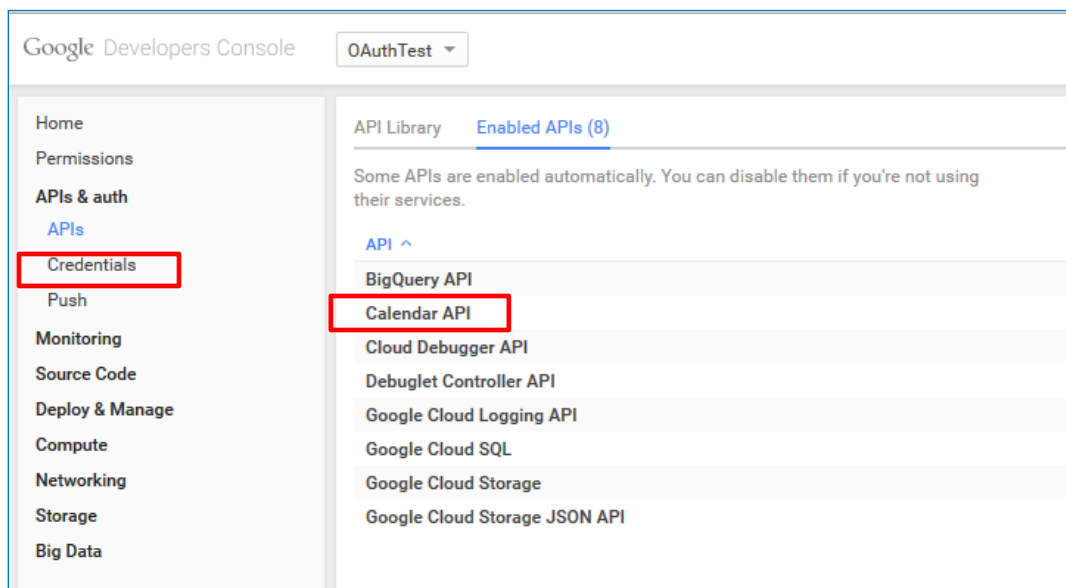 Google Developers Console
OAuthTest
Home
Permissions
APIs & auth
APIs
Credentials
Push
Monitoring
Source Code
Deploy & Manage
Compute
Networking
Storage
Big Data
API Library
Enabled APIs (8)
Some APIs are enabled automatically. You can disable them if you're not using
their services.
API
BigQuery API
Calendar API
Cloud Debugger API
Debuglet Controller API
Google Cloud Logging API
Google Cloud SQL
Google Cloud Storage
Google Cloud Storage JSON API